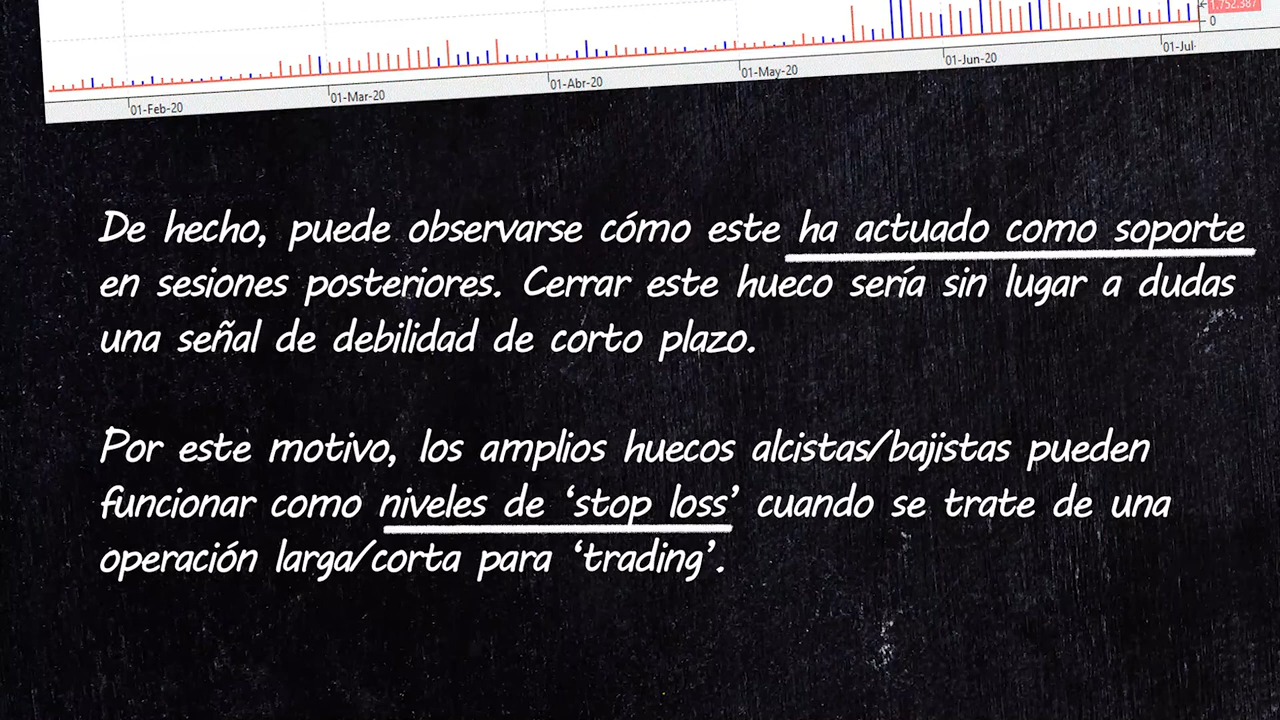 1.752.387
0
01-Feb-20
01-Mar-20
01-Abr-20
01-May-20
01-Jun-20
01-Jul-
De hecho, puede observarse cómo este ha actuado como soporte
en sesiones posteriores. Cerrar este hueco sería sin lugar a dudas
una señal de debilidad de corto plazo.
Por este motivo, los amplios huecos alcistas/bajistas pueden
funcionar como niveles de ‘stop loss’ cuando se trate de una
operación larga/corta para ‘trading’.